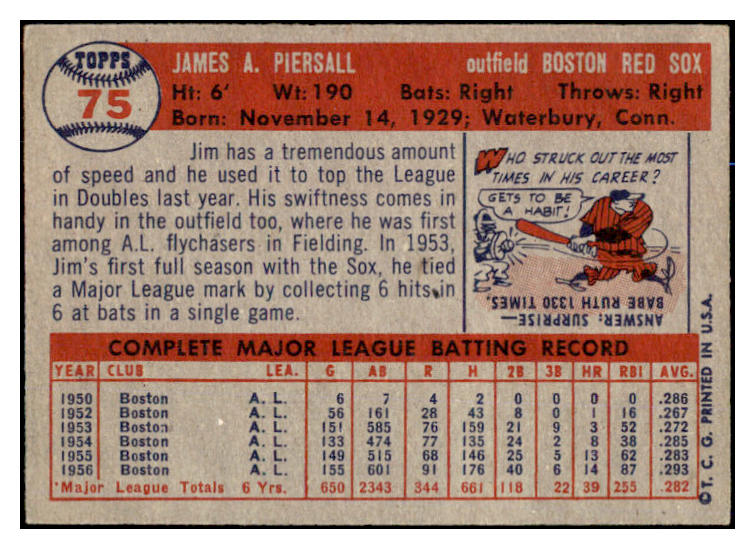 TOPPS
75
JAMES A. PIERSALL outfield BOSTON RED SOX
Ht: 6' Wt: 190 Bats: Right Throws: Right
Born: November 14, 1929; Waterbury, Conn.
Jim has a tremendous amount
of speed and he used it to top the League
in Doubles last year. His swiftness comes in
handy in the outfield too, where he was first
among A.L. flychasers in Fielding. In 1953,
Jim's first full season with the Sox, he tied
a Major League mark by collecting 6 hits in
6 at bats in a single game.
WHO STRUCK OUT THE MOST
TIMES IN HIS CAREER?
GETS TO BE
A HABIT!
ANSWER: SURPRISE—
BABE RUTH 1330 TIMES.
COMPLETE MAJOR LEAGUE BATTING RECORD
YEAR CLUB LEA. G AB R H 2B 3B HR RBI AVG.
1950 Boston A. L. 6 7 4 2 0 0 0 0 .286
1952 Boston A. L. 56 161 28 43 8 0 1 16 .267
1953 Boston A. L. 151 585 76 159 21 9 3 52 .272
1954 Boston A. L. 133 474 77 135 24 2 8 38 .285
1955 Boston A. L. 149 515 68 146 25 5 13 62 .283
1956 Boston A. L. 155 601 91 176 40 6 14 87 .293
*Major League Totals 6 Yrs. 650 2343 344 661 118 22 39 255 .282
© T. C. G. PRINTED IN U.S.A.